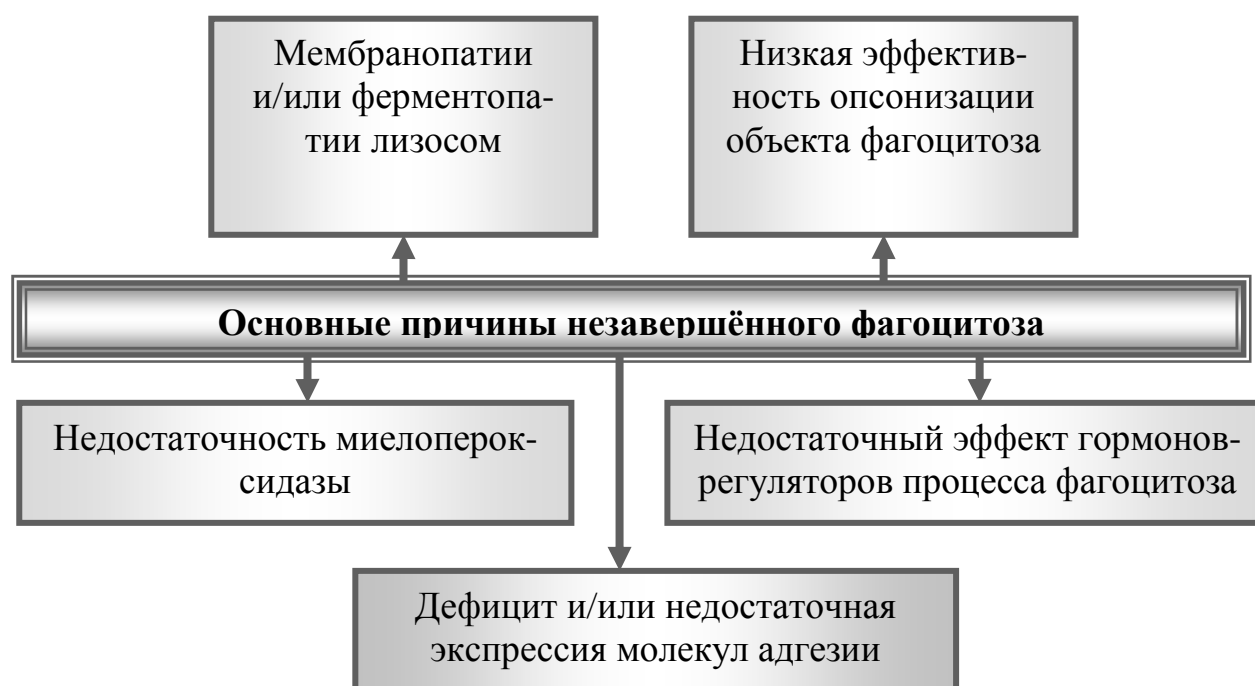 Мембранопатии
и/или ферментопа-
тии лизосом
Низкая эффектив-
ность опсонизации
объекта фагоцитоза
Основные причины незавершённого фагоцитоза
Недостаточность миелоперок-
сидазы
Недостаточный эффект гормонов-
регуляторов процесса фагоцитоза
Дефицит и/или недостаточная
экспрессия молекул адгезии